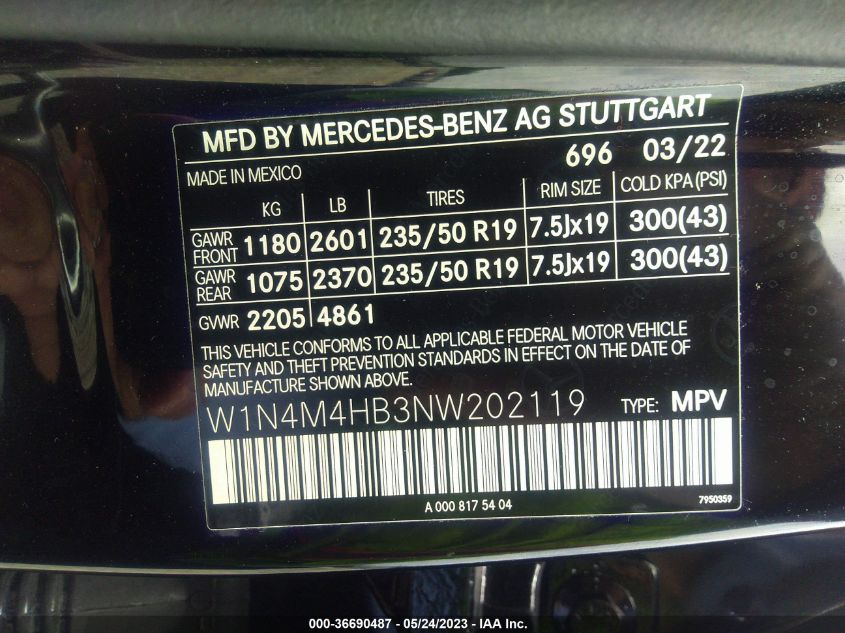 MFD BY MERCEDES-BENZ AG STUTTGART
696 03/22
MADE IN MEXICO
KG LB TIRES RIM SIZE COLD KPA (PSI)
GAWR FRONT 1180 2601 235/50 R19 7.5Jx19 300(43)
GAWR REAR 1075 2370 235/50 R19 7.5Jx19 300(43)
GVWR 2205 4861
THIS VEHICLE CONFORMS TO ALL APPLICABLE FEDERAL MOTOR VEHICLE
SAFETY AND THEFT PREVENTION STANDARDS IN EFFECT ON THE DATE OF
MANUFACTURE SHOWN ABOVE.
W1N4M4HB3NW202119 TYPE: MPV
A 000 817 54 04 7950359
000-36690487 - 05/24/2023 - IAA Inc.